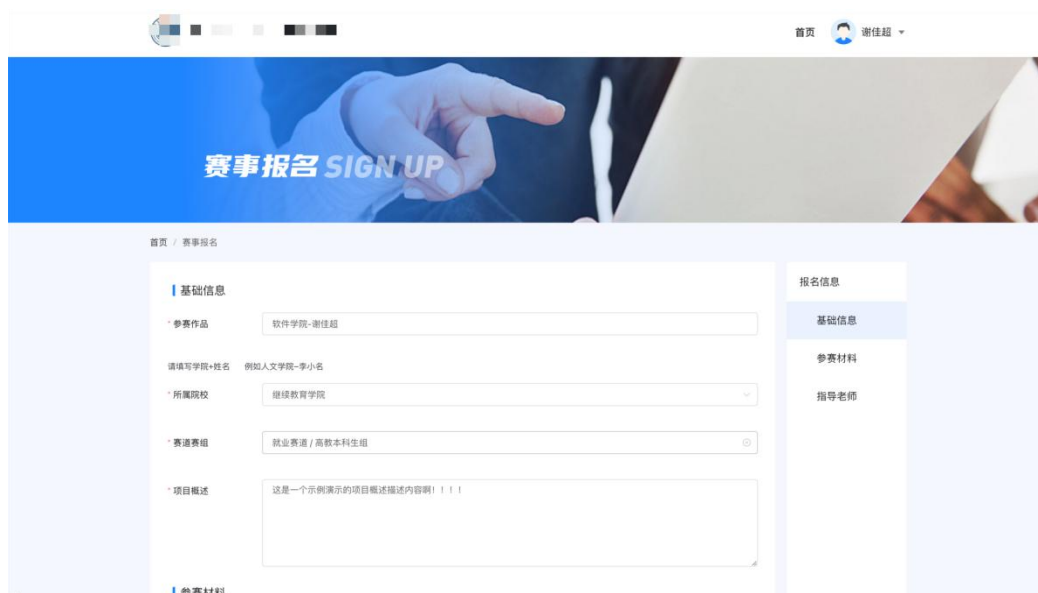 首页 谢佳超
赛事报名 SIGN UP
首页 / 赛事报名
基础信息
* 参赛作品 软件学院-谢佳超
请填写学院+姓名 例如人文学院-李小名
* 所属院校 继续教育学院
* 赛道赛组 就业赛道 / 高教本科生组
* 项目概述 这是一个示例演示的项目概述描述内容啊！！！！
参赛材料
报名信息
基础信息
参赛材料
指导老师